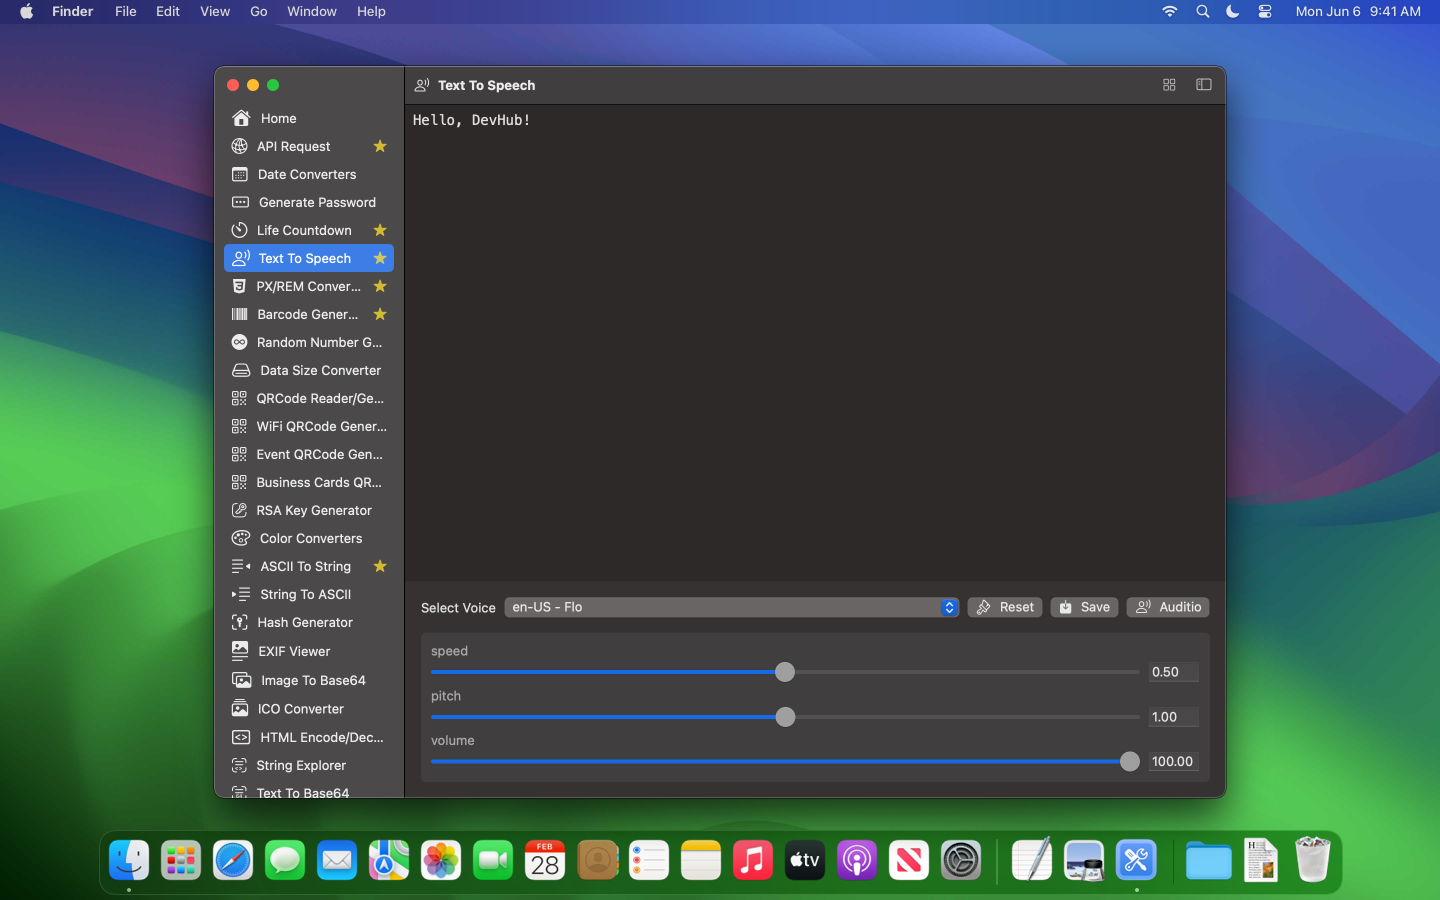 Finder File Edit View Go Window Help
Mon Jun 6 9:41 AM
Text To Speech
Home
API Request
Date Converters
Generate Password
Life Countdown
Text To Speech
PX/REM Conver...
Barcode Gener...
Random Number G...
Data Size Converter
QRCode Reader/Ge...
WiFi QRCode Gener...
Event QRCode Gen...
Business Cards QR...
RSA Key Generator
Color Converters
ASCII To String
String To ASCII
Hash Generator
EXIF Viewer
Image To Base64
ICO Converter
HTML Encode/Dec...
String Explorer
Text To Base64
Hello, DevHub!
Select Voice en-US - Flo Reset Save Auditio
speed
0.50
pitch
1.00
volume
100.00
FEB
28
tv